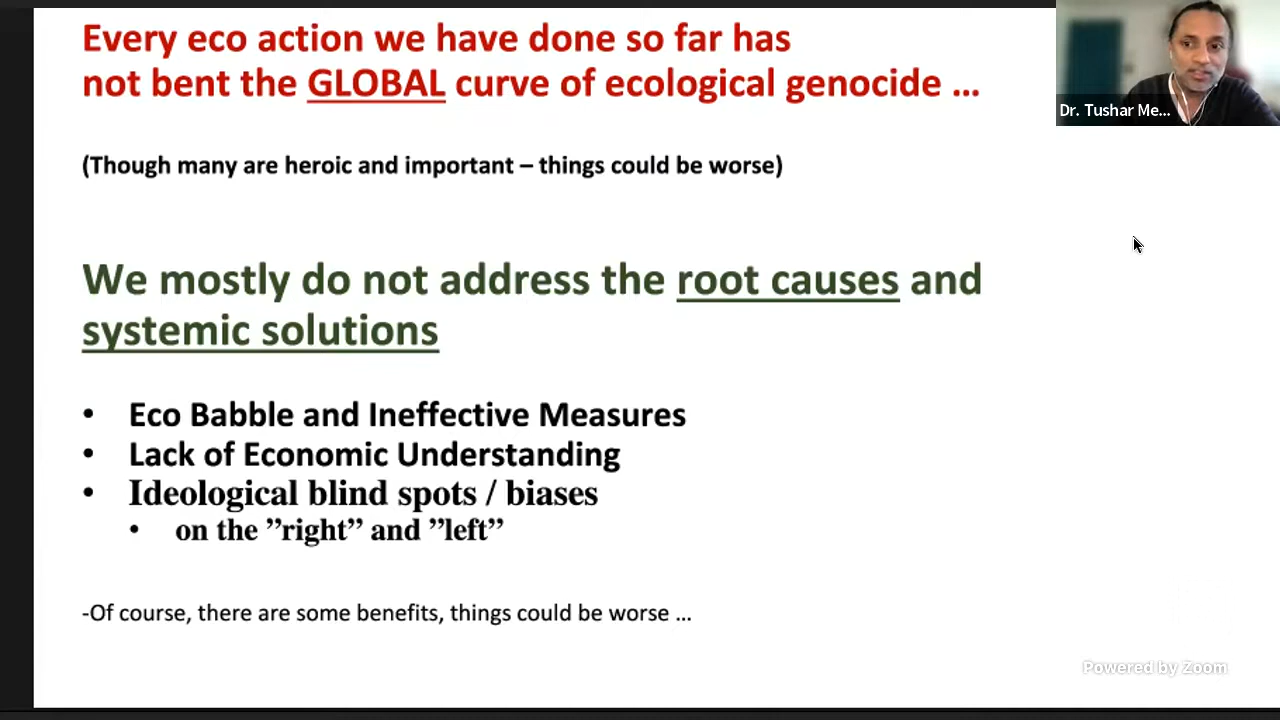 Every eco action we have done so far has
not bent the GLOBAL curve of ecological genocide ...
Dr. Tushar Me...
(Though many are heroic and important – things could be worse)
We mostly do not address the root causes and
systemic solutions
• Eco Babble and Ineffective Measures
• Lack of Economic Understanding
• Ideological blind spots / biases
• on the ”right” and ”left”
-Of course, there are some benefits, things could be worse ...
Powered by Zoom